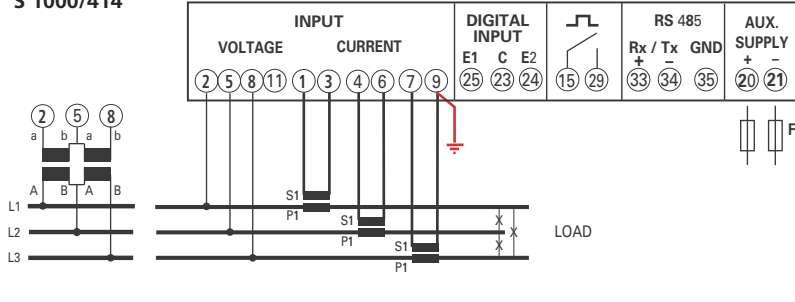 S 1000/414
INPUT
DIGITAL INPUT
RS 485
AUX. SUPPLY
VOLTAGE CURRENT
E1 C E2
Rx / Tx GND
+ −
+ −
2 5 8 11 1 3 4 6 7 9 25 23 24 15 29 33 34 35 20 21
2 5 8
a b a b
F
A B A B
S1
L1
P1
S1
X
L2
X
LOAD
P1
S1
X
L3
P1